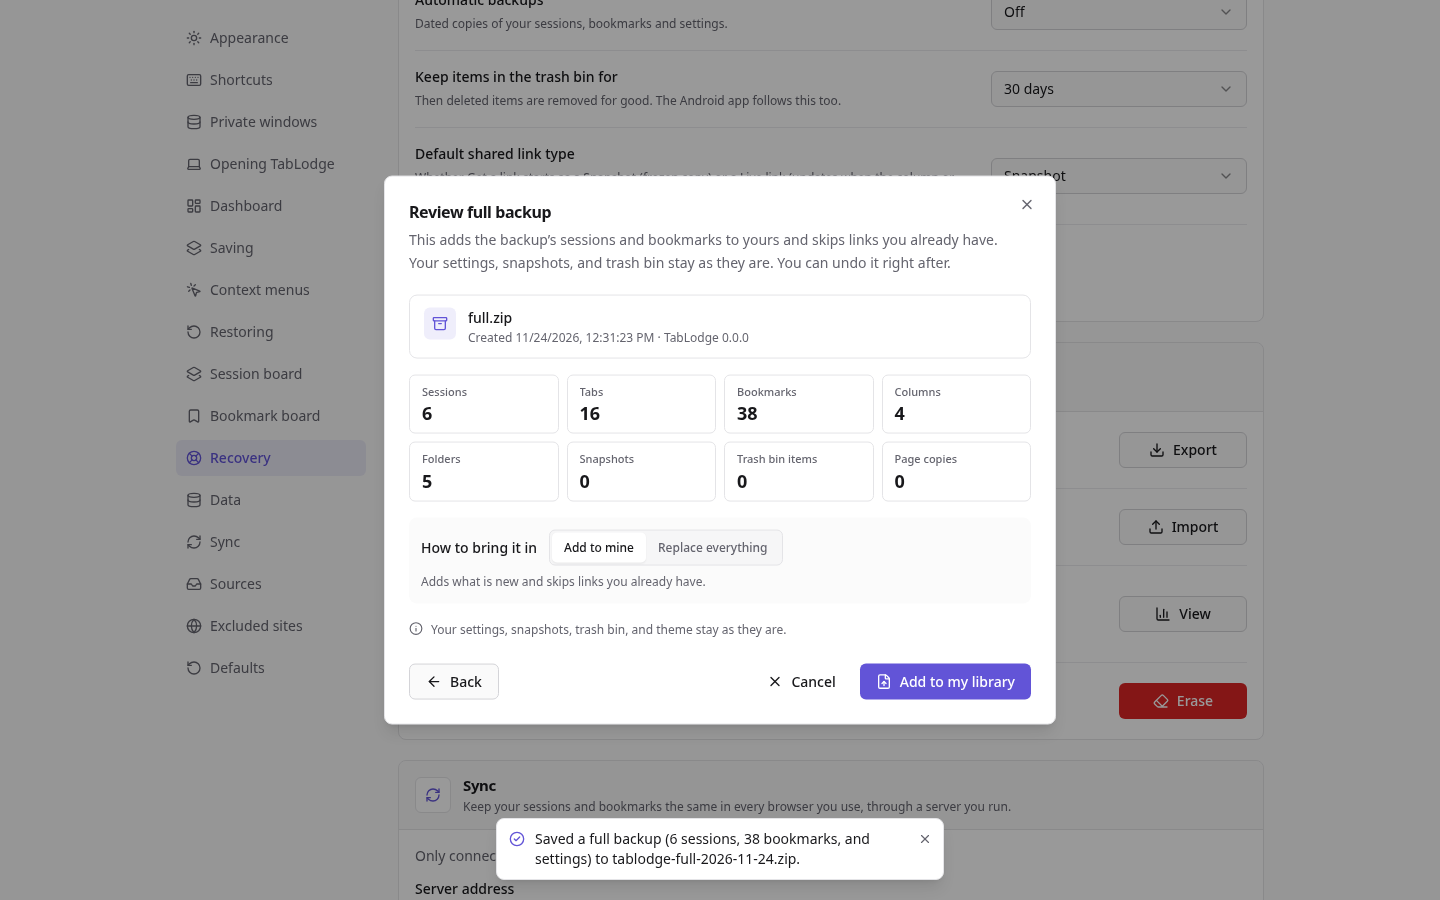 Appearance
Shortcuts
Private windows
Opening TabLodge
Dashboard
Saving
Context menus
Restoring
Session board
Bookmark board
Recovery
Data
Sync
Sources
Excluded sites
Defaults
Automatic backups
Dated copies of your sessions, bookmarks and settings.
Off
Keep items in the trash bin for
Then deleted items are removed for good. The Android app follows this too.
30 days
Default shared link type
Snapshot
Review full backup
This adds the backup’s sessions and bookmarks to yours and skips links you already have.
Your settings, snapshots, and trash bin stay as they are. You can undo it right after.
full.zip
Created 11/24/2026, 12:31:23 PM · TabLodge 0.0.0
Sessions
6
Tabs
16
Bookmarks
38
Columns
4
Folders
5
Snapshots
0
Trash bin items
0
Page copies
0
How to bring it in
Add to mine
Replace everything
Adds what is new and skips links you already have.
Your settings, snapshots, trash bin, and theme stay as they are.
Back
Cancel
Add to my library
Export
Import
View
Erase
Sync
Keep your sessions and bookmarks the same in every browser you use, through a server you run.
Only connec
Server address
Saved a full backup (6 sessions, 38 bookmarks, and
settings) to tablodge-full-2026-11-24.zip.